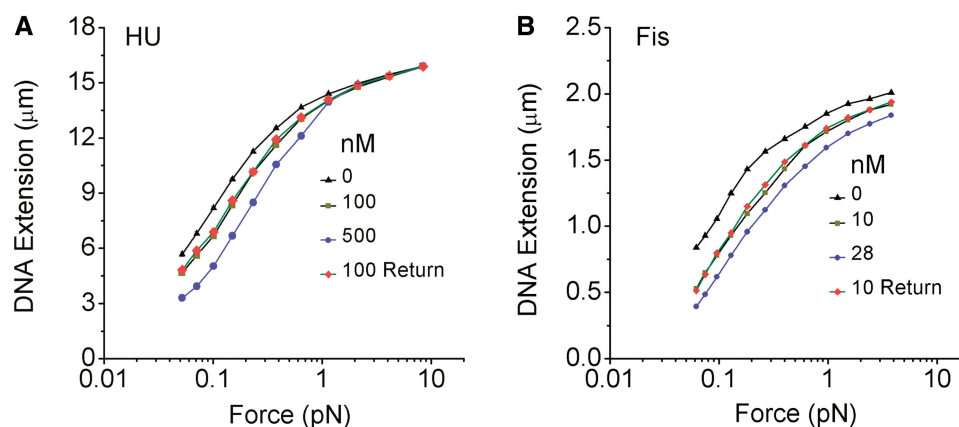 A
HU
DNA Extension (μm)
18
15
12
9
6
3
0
nM
0
100
500
100 Return
0.01
0.1
1
10
Force (pN)
B
Fis
DNA Extension (μm)
2.5
2.0
1.5
1.0
0.5
0.0
nM
0
10
28
10 Return
0.01
0.1
1
10
Force (pN)